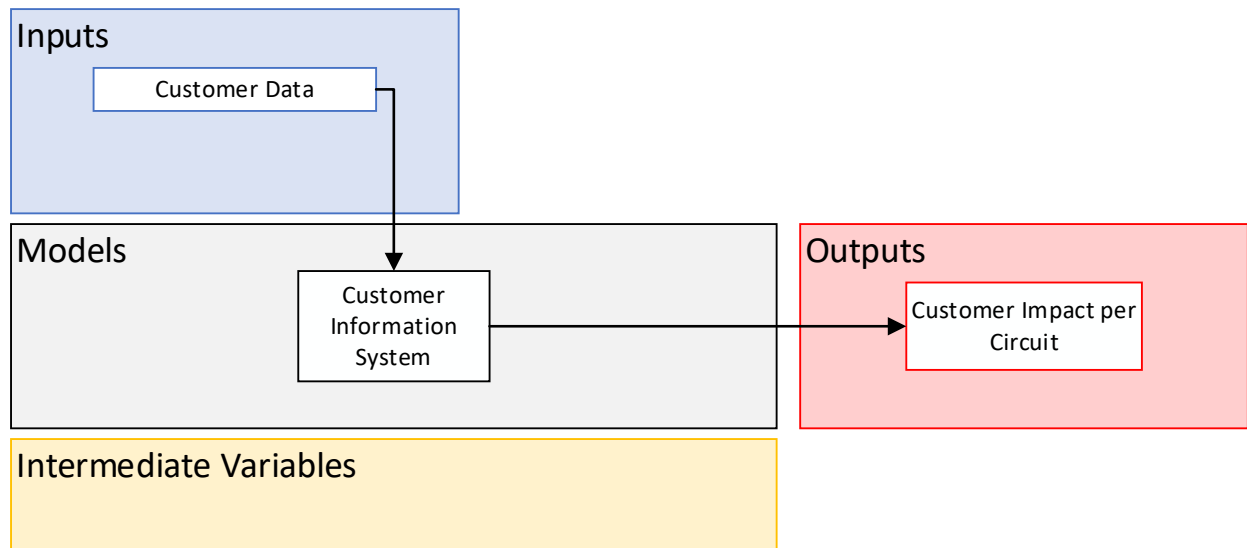 Inputs
Customer Data
Models
Customer
Information
System
Outputs
Customer Impact per
Circuit
Intermediate Variables